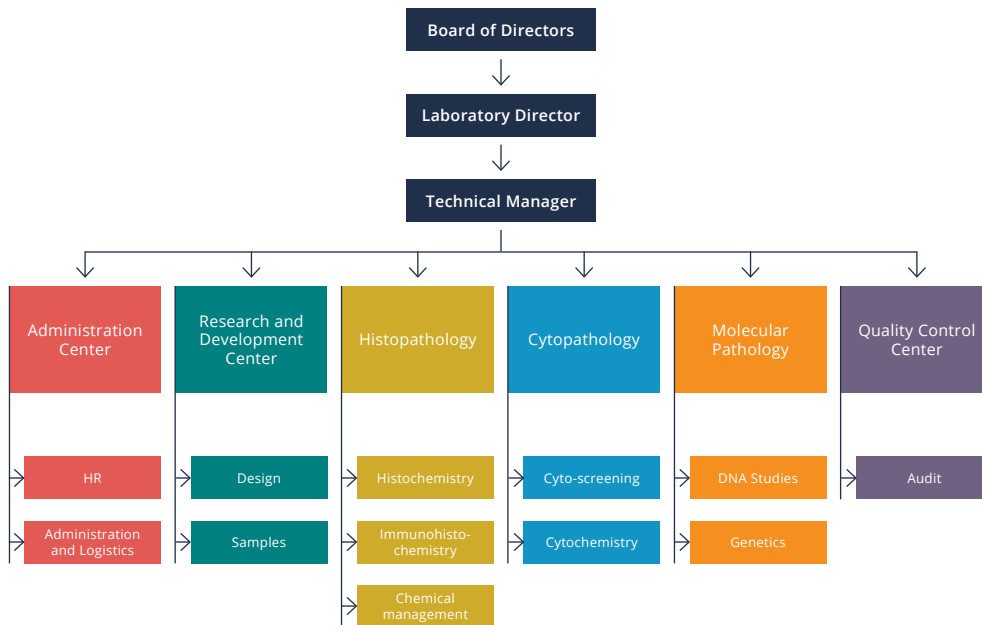 Board of Directors
Laboratory Director
Technical Manager
Administration
Center
Research and
Development
Center
Histopathology
Cytopathology
Molecular
Pathology
Quality Control
Center
HR
Design
Histochemistry
Cyto-screening
DNA Studies
Audit
Administration
and Logistics
Samples
Immunohisto-
chemistry
Cytochemistry
Genetics
Chemical
management